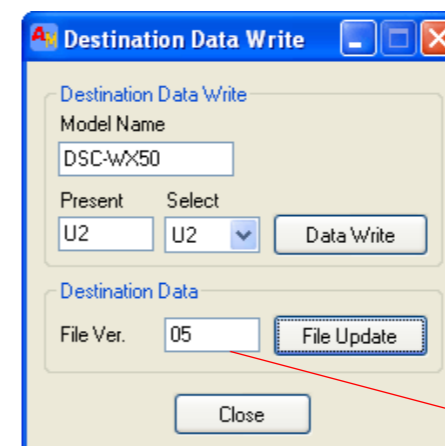 AM Destination Data Write
Destination Data Write
Model Name
DSC-WX50
Present Select
U2 U2 Data Write
Destination Data
File Ver. 05 File Update
Close